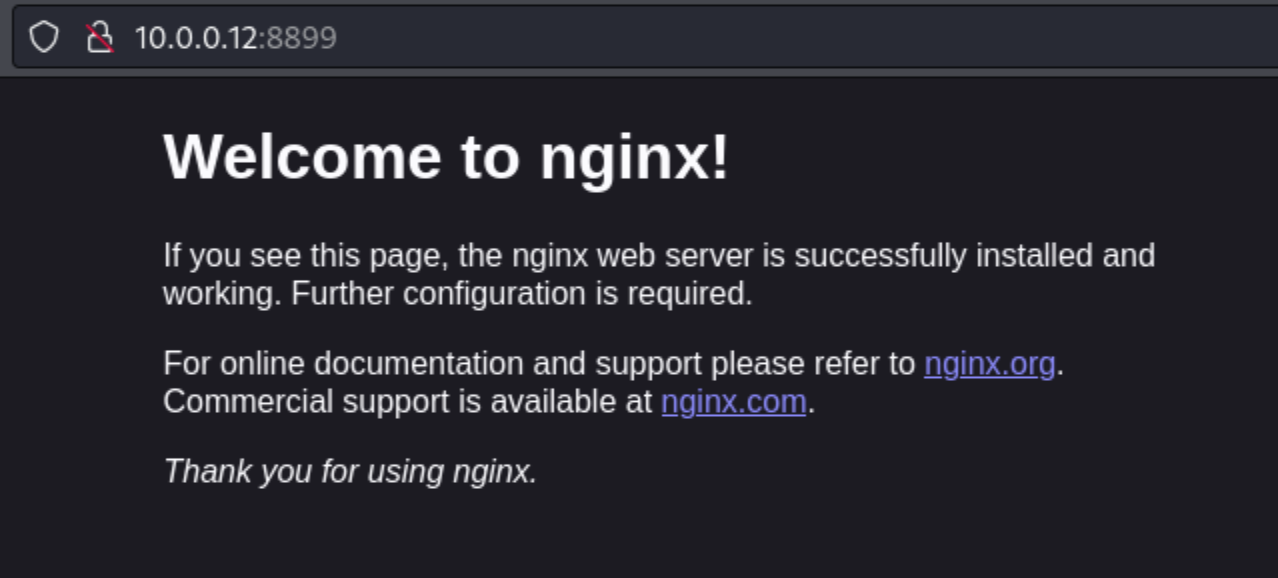 10.0.0.12:8899
Welcome to nginx!
If you see this page, the nginx web server is successfully installed and
working. Further configuration is required.
For online documentation and support please refer to nginx.org.
Commercial support is available at nginx.com.
Thank you for using nginx.